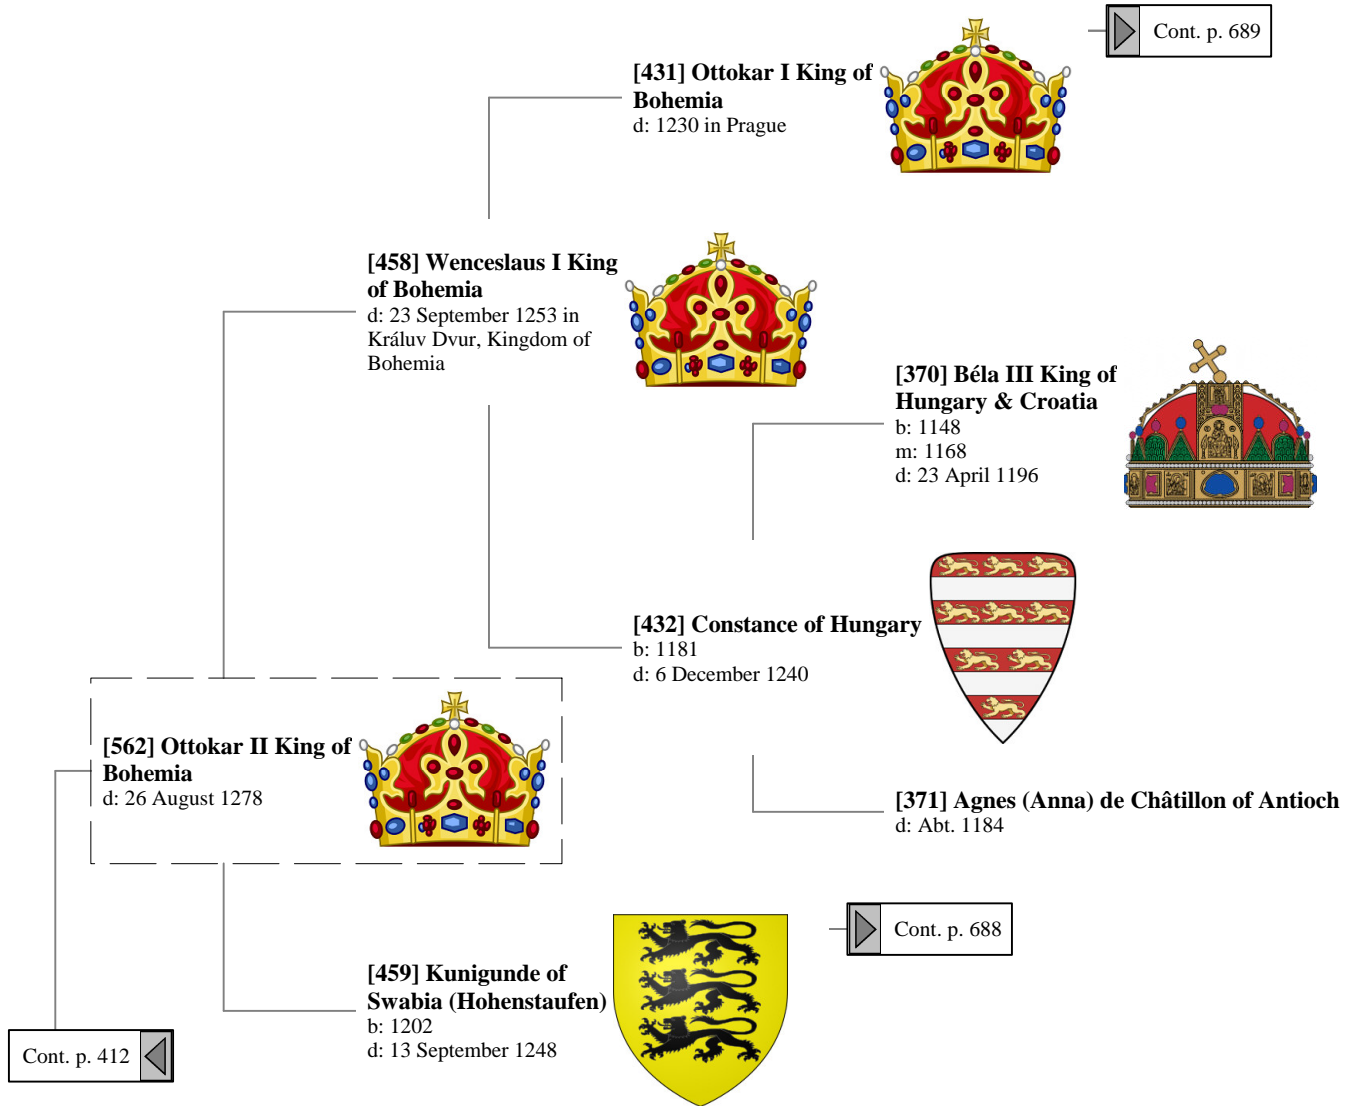 Cont. p. 689
[431] Ottokar I King of
Bohemia
d: 1230 in Prague
[458] Wenceslaus I King
of Bohemia
d: 23 September 1253 in
Králuv Dvur, Kingdom of
Bohemia
[370] Béla III King of
Hungary & Croatia
b: 1148
m: 1168
d: 23 April 1196
[432] Constance of Hungary
b: 1181
d: 6 December 1240
[562] Ottokar II King of
Bohemia
d: 26 August 1278
[371] Agnes (Anna) de Châtillon of Antioch
d: Abt. 1184
Cont. p. 688
[459] Kunigunde of
Swabia (Hohenstaufen)
b: 1202
d: 13 September 1248
Cont. p. 412